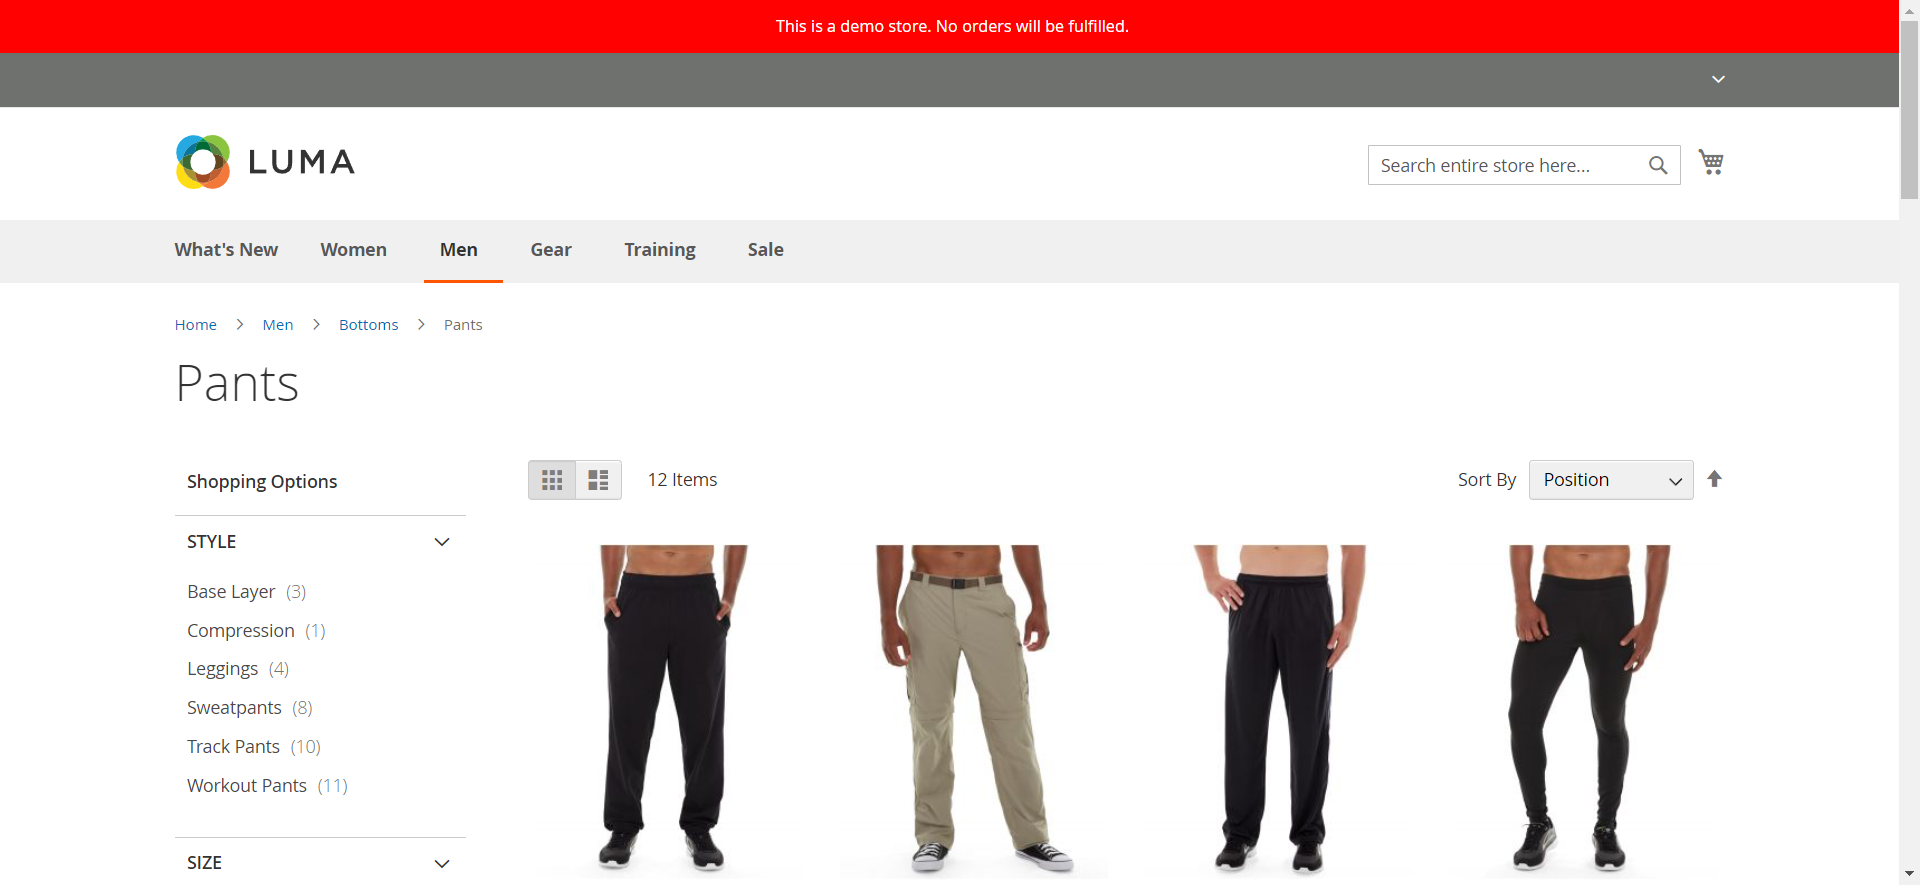 This is a demo store. No orders will be fulfilled.
LUMA
Search entire store here...
What's New Women Men Gear Training Sale
Home Men Bottoms Pants
Pants
Shopping Options
12 Items
Sort By Position
STYLE
Base Layer (3)
Compression (1)
Leggings (4)
Sweatpants (8)
Track Pants (10)
Workout Pants (11)
SIZE